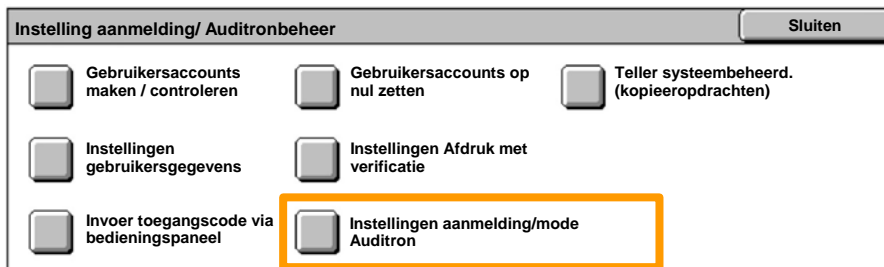 Instelling aanmelding/ Auditronbeheer
Sluiten
Gebruikersaccounts
maken / controleren
Gebruikersaccounts op
nul zetten
Teller systeembeheerd.
(kopieeropdrachten)
Instellingen
gebruikersgegevens
Instellingen Afdruk met
verificatie
Invoer toegangscode via
bedieningspaneel
Instellingen aanmelding/mode
Auditron